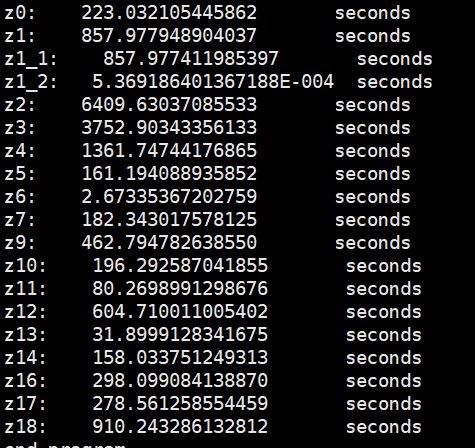 z0: 223.032105445862 seconds
z1: 857.977948904037 seconds
z1_1: 857.977411985397 seconds
z1_2: 5.369186401367188E-004 seconds
z2: 6409.63037085533 seconds
z3: 3752.90343356133 seconds
z4: 1361.74744176865 seconds
z5: 161.194088935852 seconds
z6: 2.67335367202759 seconds
z7: 182.343017578125 seconds
z9: 462.794782638550 seconds
z10: 196.292587041855 seconds
z11: 80.2698991298676 seconds
z12: 604.710011005402 seconds
z13: 31.8999128341675 seconds
z14: 158.033751249313 seconds
z16: 298.099084138870 seconds
z17: 278.561258554459 seconds
z18: 910.243286132812 seconds
end program